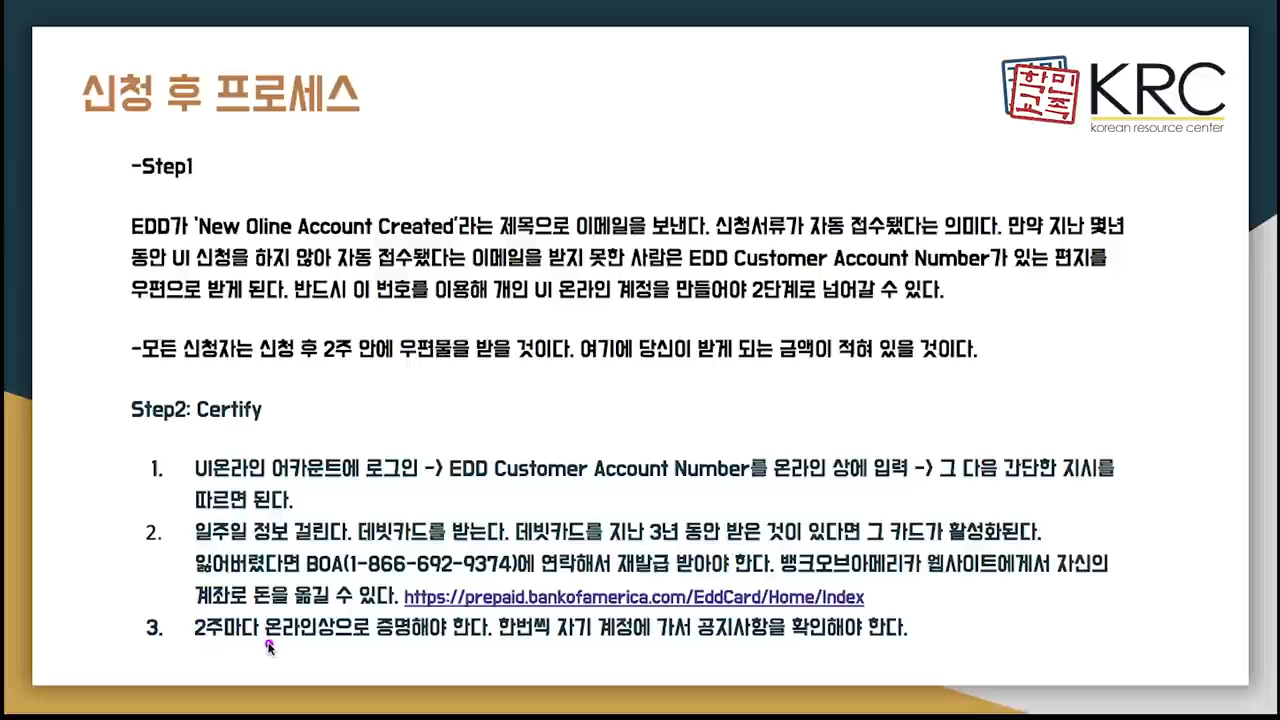 신청 후 프로세스
학민
교족
KRC
korean resource center
-Step1
EDD가 'New Oline Account Created'라는 제목으로 이메일을 보낸다. 신청서류가 자동 접수됐다는 의미다. 만약 지난 몇년
동안 UI 신청을 하지 않아 자동 접수됐다는 이메일을 받지 못한 사람은 EDD Customer Account Number가 있는 편지를
우편으로 받게 된다. 반드시 이 번호를 이용해 개인 UI 온라인 계정을 만들어야 2단계로 넘어갈 수 있다.
-모든 신청자는 신청 후 2주 안에 우편물을 받을 것이다. 여기에 당신이 받게 되는 금액이 적혀 있을 것이다.
Step2: Certify
1. UI온라인 어카운트에 로그인 -> EDD Customer Account Number를 온라인 상에 입력 -> 그 다음 간단한 지시를
따르면 된다.
2. 일주일 정보 걸린다. 데빗카드를 받는다. 데빗카드를 지난 3년 동안 받은 것이 있다면 그 카드가 활성화된다.
잃어버렸다면 BOA(1-866-692-9374)에 연락해서 재발급 받아야 한다. 뱅크오브아메리카 웹사이트에게서 자신의
계좌로 돈을 옮길 수 있다. https://prepaid.bankofamerica.com/EddCard/Home/Index
3. 2주마다 온라인상으로 증명해야 한다. 한번씩 자기 계정에 가서 공지사항을 확인해야 한다.